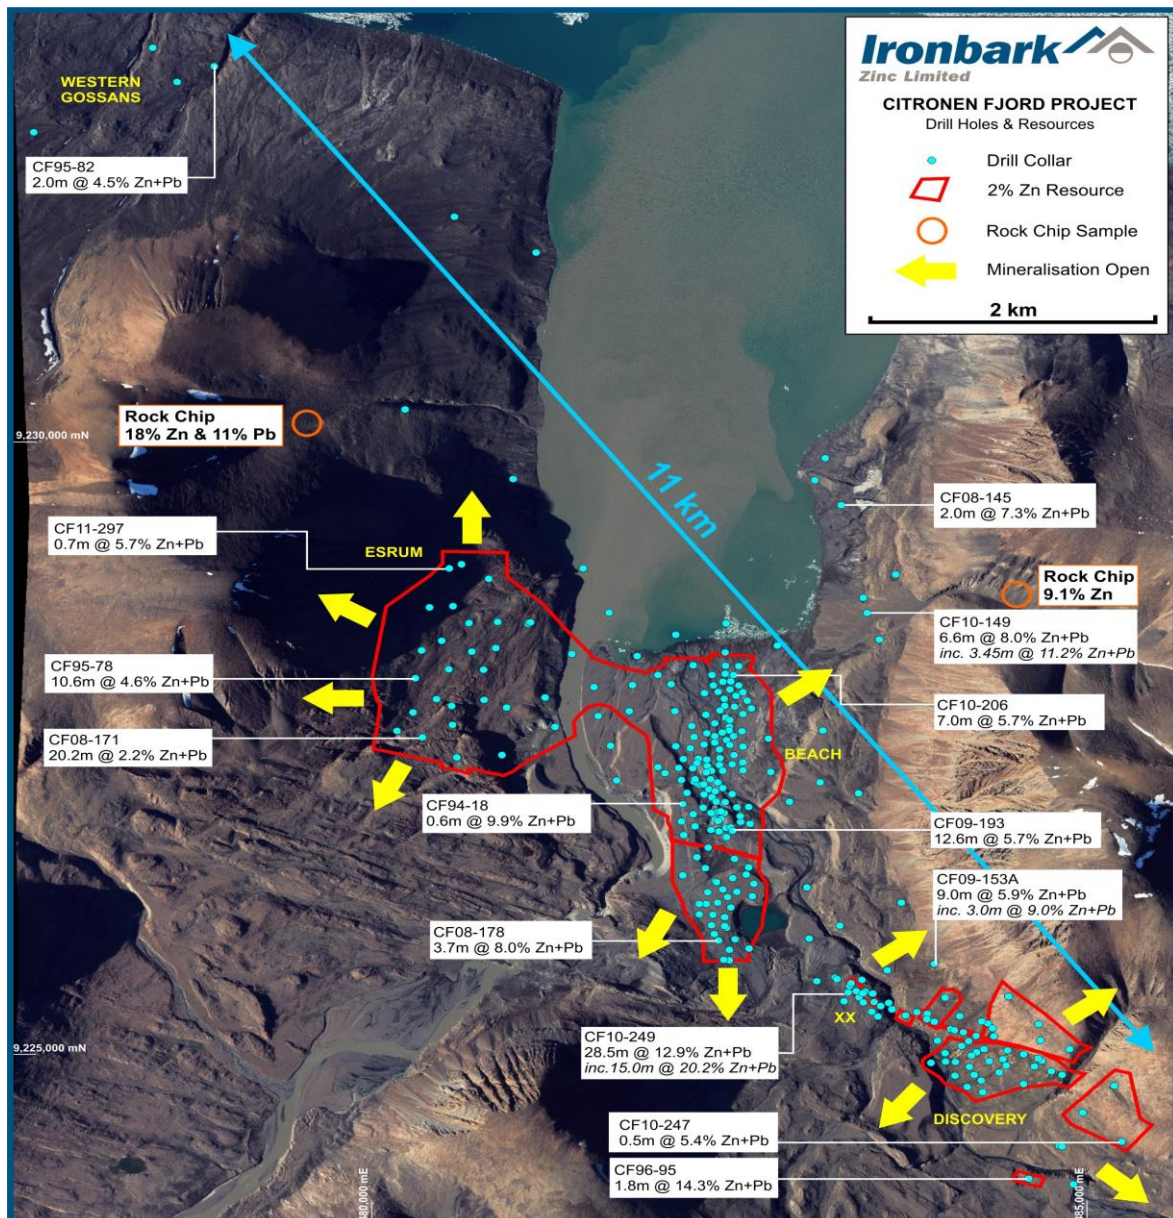 Ironbark
Zinc Limited
CITRONEN FJORD PROJECT
Drill Holes & Resources
Drill Collar
2% Zn Resource
Rock Chip Sample
Mineralisation Open
2 km
WESTERN
GOSSANS
CF95-82
2.0m @ 4.5% Zn+Pb
Rock Chip
18% Zn & 11% Pb
9,230,000 mN
11 km
CF08-145
2.0m @ 7.3% Zn+Pb
CF11-297
0.7m @ 5.7% Zn+Pb
ESRUM
Rock Chip
9.1% Zn
CF10-149
6.6m @ 8.0% Zn+Pb
inc. 3.45m @ 11.2% Zn+Pb
CF95-78
10.6m @ 4.6% Zn+Pb
CF10-206
7.0m @ 5.7% Zn+Pb
CF08-171
20.2m @ 2.2% Zn+Pb
BEACH
CF94-18
0.6m @ 9.9% Zn+Pb
CF09-193
12.6m @ 5.7% Zn+Pb
CF09-153A
9.0m @ 5.9% Zn+Pb
inc. 3.0m @ 9.0% Zn+Pb
CF08-178
3.7m @ 8.0% Zn+Pb
XX
CF10-249
28.5m @ 12.9% Zn+Pb
inc.15.0m @ 20.2% Zn+Pb
9,225,000 mN
DISCOVERY
CF10-247
0.5m @ 5.4% Zn+Pb
CF96-95
1.8m @ 14.3% Zn+Pb
480,000 mE
485,000 mE